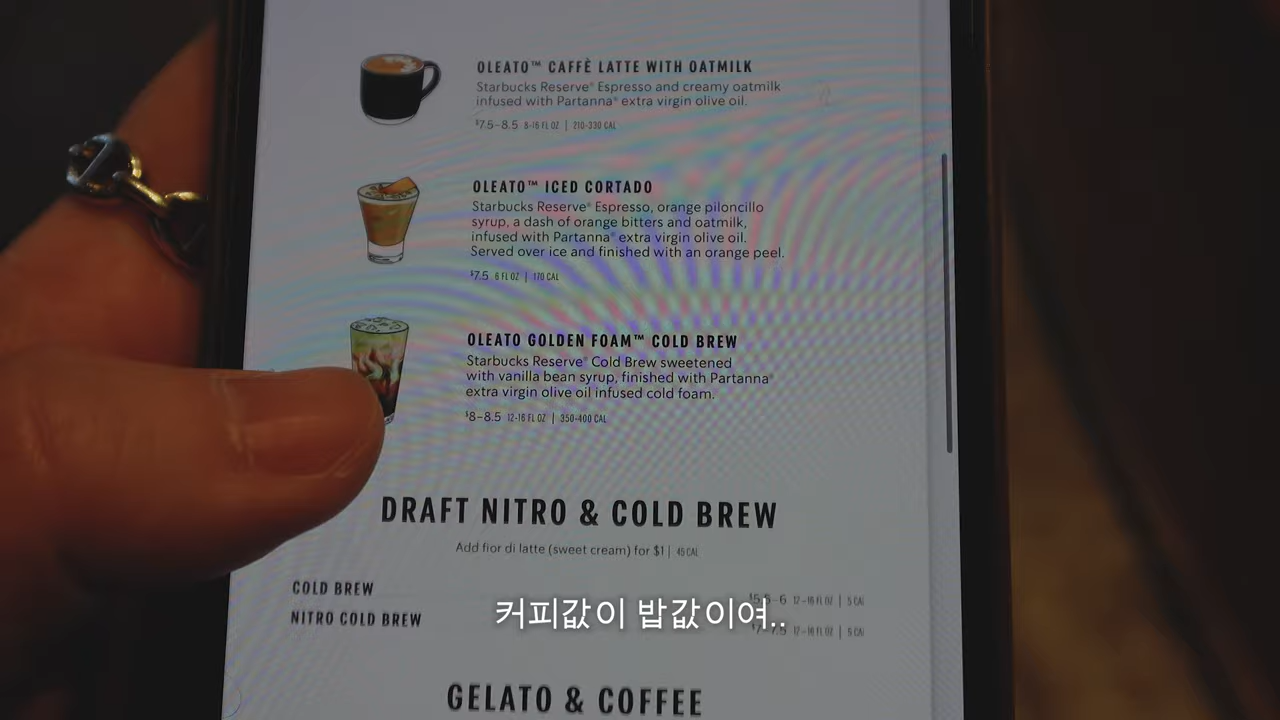 OLEATO™ CAFFÈ LATTE WITH OATMILK
Starbucks Reserve® Espresso and creamy oatmilk
infused with Partanna® extra virgin olive oil.
$7.5–8.5 8-16 FL OZ | 210-330 CAL
OLEATO™ ICED CORTADO
Starbucks Reserve® Espresso, orange piloncillo
syrup, a dash of orange bitters and oatmilk,
infused with Partanna® extra virgin olive oil.
Served over ice and finished with an orange peel.
$7.5 6 FL OZ | 170 CAL
OLEATO GOLDEN FOAM™ COLD BREW
Starbucks Reserve® Cold Brew sweetened
with vanilla bean syrup, finished with Partanna®
extra virgin olive oil infused cold foam.
$8–8.5 12-16 FL OZ | 350-400 CAL
DRAFT NITRO & COLD BREW
Add fior di latte (sweet cream) for $1 | 45 CAL
COLD BREW 12-16 FL OZ | 5 CAL
NITRO COLD BREW 12-16 FL OZ | 5 CAL
커피값이 밥값이여..
GELATO & COFFEE